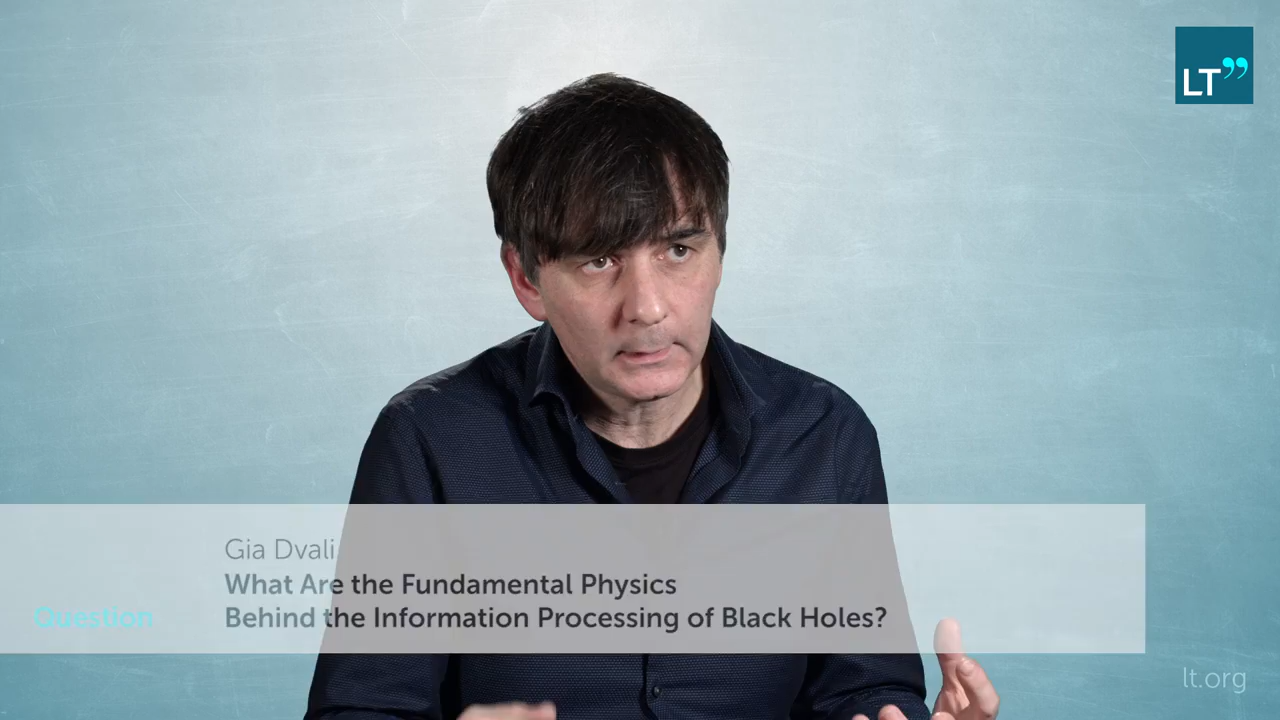 LT”
Gia Dvali
What Are the Fundamental Physics
Question
Behind the Information Processing of Black Holes?
lt.org